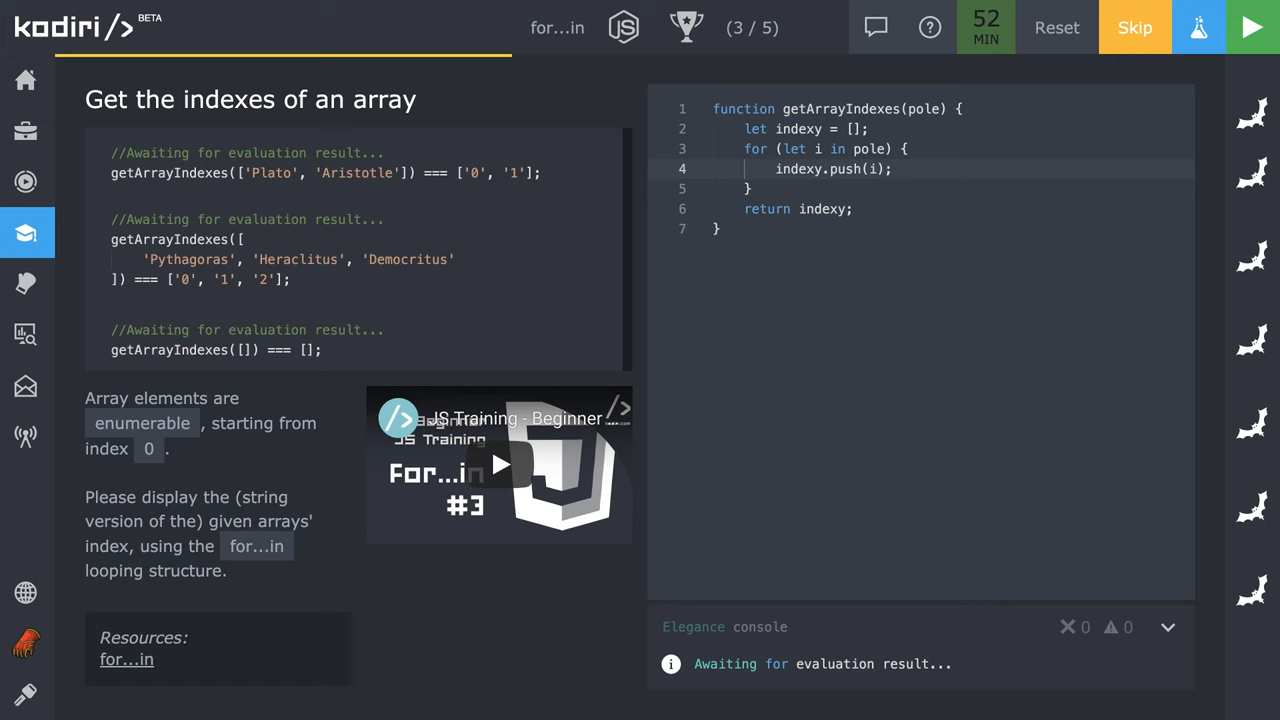 kodiri/> BETA
for...in
JS
(3 / 5)
52
MIN
Reset
Skip
Get the indexes of an array
//Awaiting for evaluation result...
getArrayIndexes(['Plato', 'Aristotle']) === ['0', '1'];
//Awaiting for evaluation result...
getArrayIndexes([
'Pythagoras', 'Heraclitus', 'Democritus'
]) === ['0', '1', '2'];
//Awaiting for evaluation result...
getArrayIndexes([]) === [];
Array elements are
enumerable , starting from
index 0 .
Please display the (string
version of the) given arrays'
index, using the for...in
looping structure.
Resources:
for...in
JS Training - Beginner
Beginner
JS Training
For...in
#3
1 function getArrayIndexes(pole) {
2 let indexy = [];
3 for (let i in pole) {
4 indexy.push(i);
5 }
6 return indexy;
7 }
Elegance console
0 0
Awaiting for evaluation result...